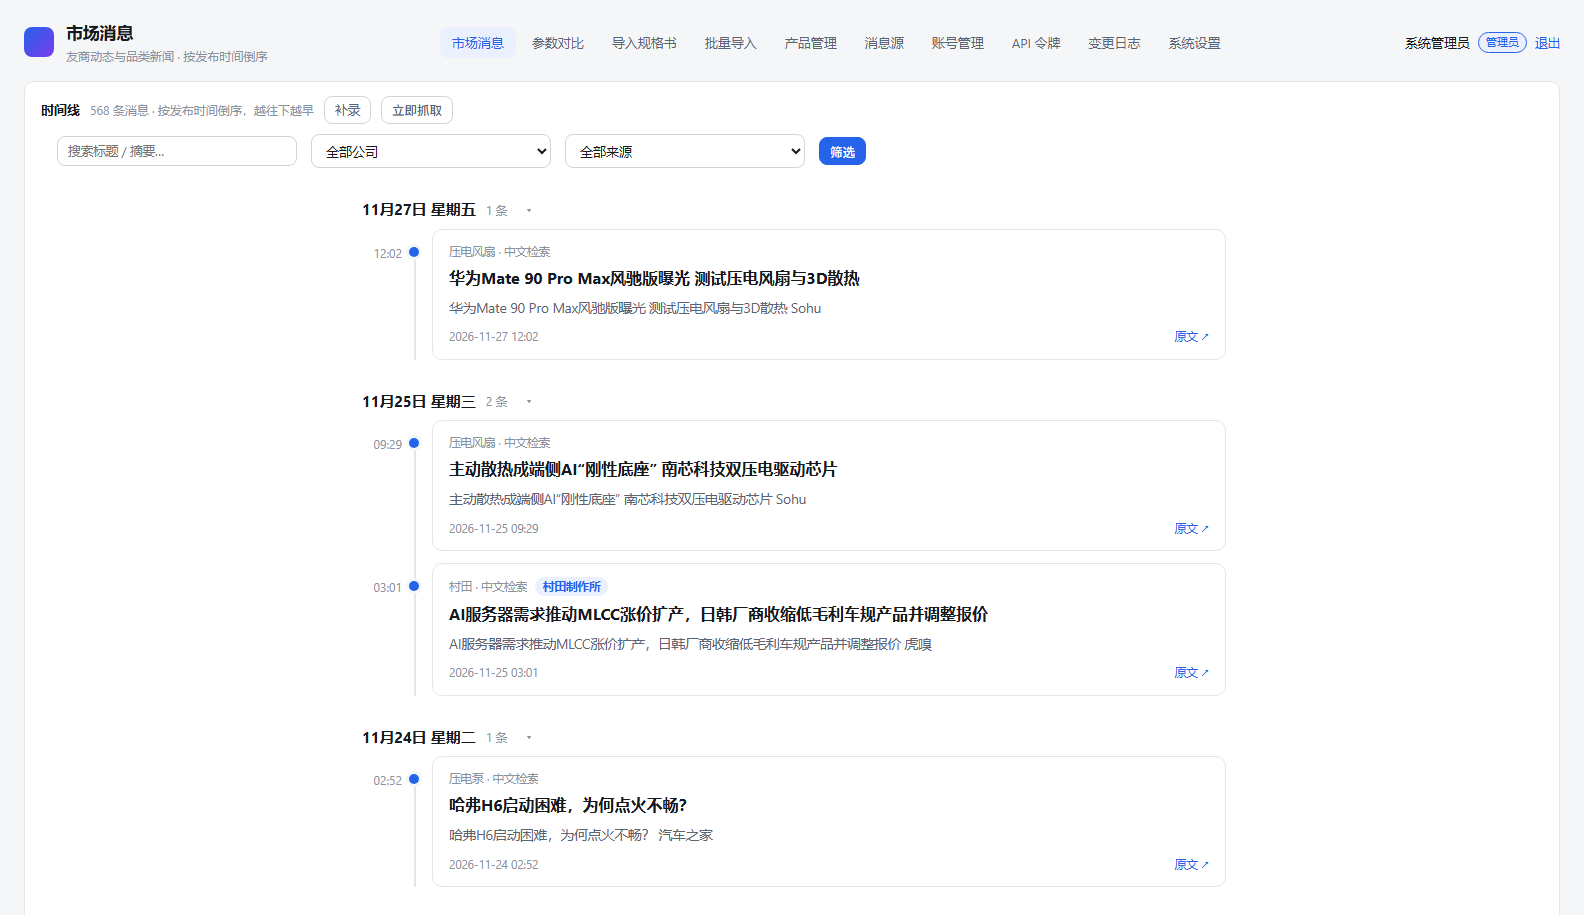 市场消息
友商动态与品类新闻 · 按发布时间倒序
市场消息 参数对比 导入规格书 批量导入 产品管理 消息源 账号管理 API 令牌 变更日志 系统设置
系统管理员 管理员 退出
时间线 568 条消息 · 按发布时间倒序，越往下越早 补录 立即抓取
搜索标题 / 摘要... 全部公司 全部来源 筛选
11月27日 星期五 1 条
12:02
压电风扇 · 中文检索
华为Mate 90 Pro Max风驰版曝光 测试压电风扇与3D散热
华为Mate 90 Pro Max风驰版曝光 测试压电风扇与3D散热 Sohu
2026-11-27 12:02 原文↗
11月25日 星期三 2 条
09:29
压电风扇 · 中文检索
主动散热成端侧AI“刚性底座” 南芯科技双压电驱动芯片
主动散热成端侧AI“刚性底座” 南芯科技双压电驱动芯片 Sohu
2026-11-25 09:29 原文↗
03:01
村田 · 中文检索 村田制作所
AI服务器需求推动MLCC涨价扩产，日韩厂商收缩低毛利车规产品并调整报价
AI服务器需求推动MLCC涨价扩产，日韩厂商收缩低毛利车规产品并调整报价 虎嗅
2026-11-25 03:01 原文↗
11月24日 星期二 1 条
02:52
压电泵 · 中文检索
哈弗H6启动困难，为何点火不畅？
哈弗H6启动困难，为何点火不畅？ 汽车之家
2026-11-24 02:52 原文↗